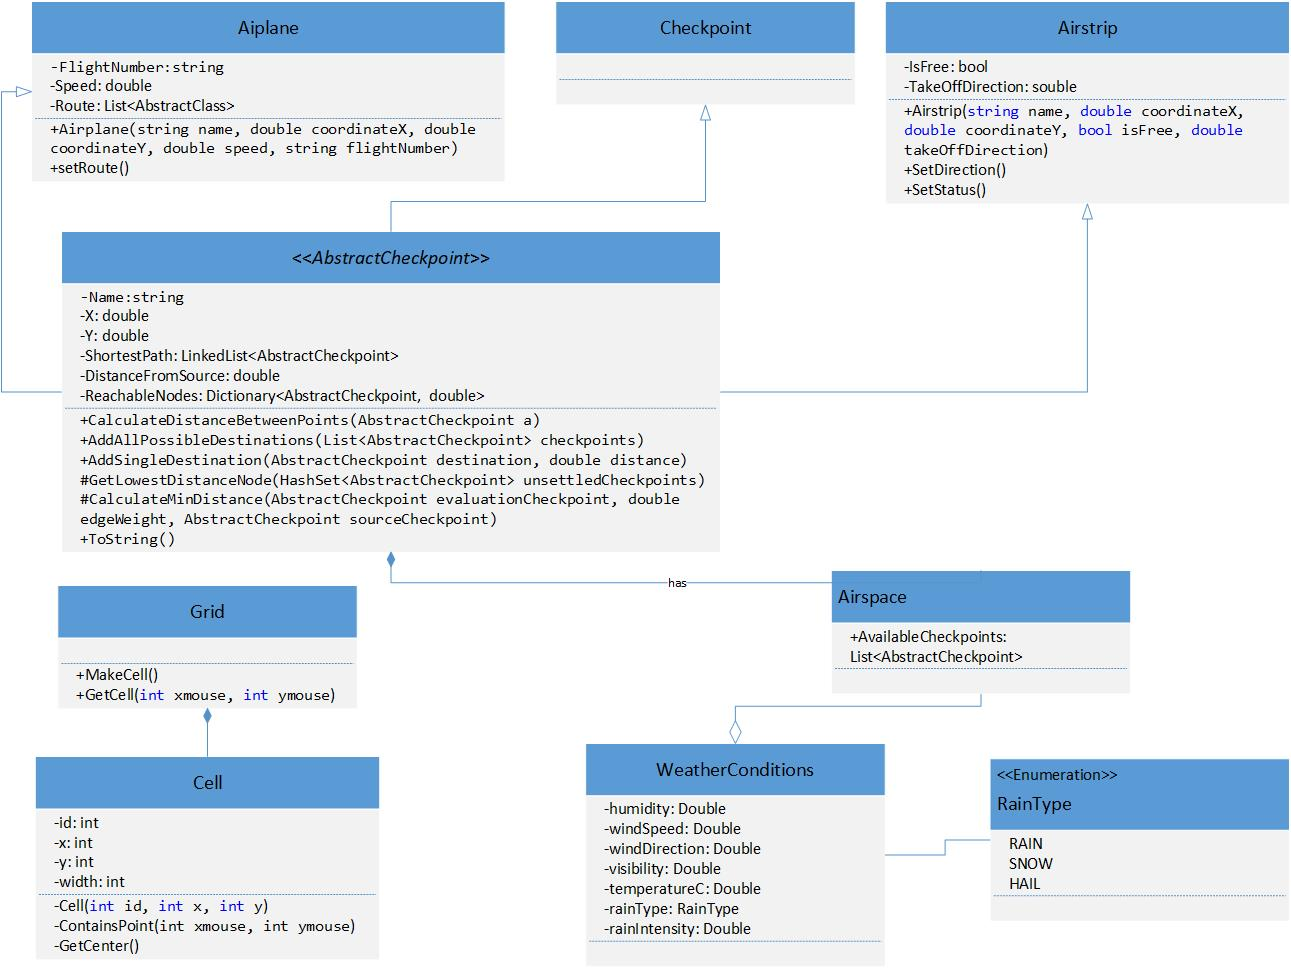 Aiplane
-FlightNumber:string
-Speed: double
-Route: List<AbstractClass>
+Airplane(string name, double coordinateX, double
coordinateY, double speed, string flightNumber)
+setRoute()
Checkpoint
Airstrip
-IsFree: bool
-TakeOffDirection: souble
+Airstrip(string name, double coordinateX,
double coordinateY, bool isFree, double
takeOffDirection)
+SetDirection()
+SetStatus()
<<AbstractCheckpoint>>
-Name:string
-X: double
-Y: double
-ShortestPath: LinkedList<AbstractCheckpoint>
-DistanceFromSource: double
-ReachableNodes: Dictionary<AbstractCheckpoint, double>
+CalculateDistanceBetweenPoints(AbstractCheckpoint a)
+AddAllPossibleDestinations(List<AbstractCheckpoint> checkpoints)
+AddSingleDestination(AbstractCheckpoint destination, double distance)
#GetLowestDistanceNode(HashSet<AbstractCheckpoint> unsettledCheckpoints)
#CalculateMinDistance(AbstractCheckpoint evaluationCheckpoint, double
edgeWeight, AbstractCheckpoint sourceCheckpoint)
+ToString()
has
Grid
+MakeCell()
+GetCell(int xmouse, int ymouse)
Airspace
+AvailableCheckpoints:
List<AbstractCheckpoint>
Cell
-id: int
-x: int
-y: int
-width: int
-Cell(int id, int x, int y)
-ContainsPoint(int xmouse, int ymouse)
-GetCenter()
WeatherConditions
-humidity: Double
-windSpeed: Double
-windDirection: Double
-visibility: Double
-temperatureC: Double
-rainType: RainType
-rainIntensity: Double
<<Enumeration>>
RainType
RAIN
SNOW
HAIL